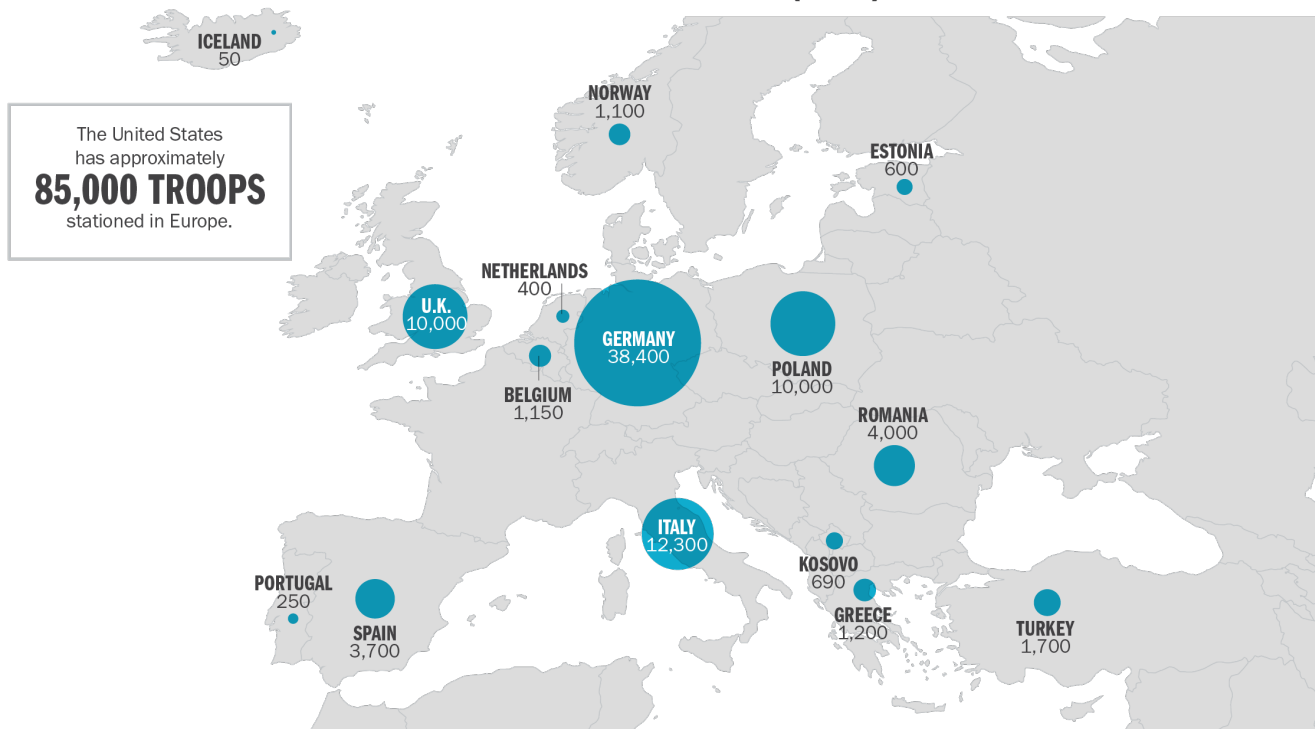 ICELAND
50
The United States
has approximately
85,000 TROOPS
stationed in Europe.
NORWAY
1,100
ESTONIA
600
NETHERLANDS
400
U.K.
10,000
GERMANY
38,400
POLAND
10,000
BELGIUM
1,150
ROMANIA
4,000
ITALY
12,300
KOSOVO
690
PORTUGAL
250
GREECE
1,200
SPAIN
3,700
TURKEY
1,700